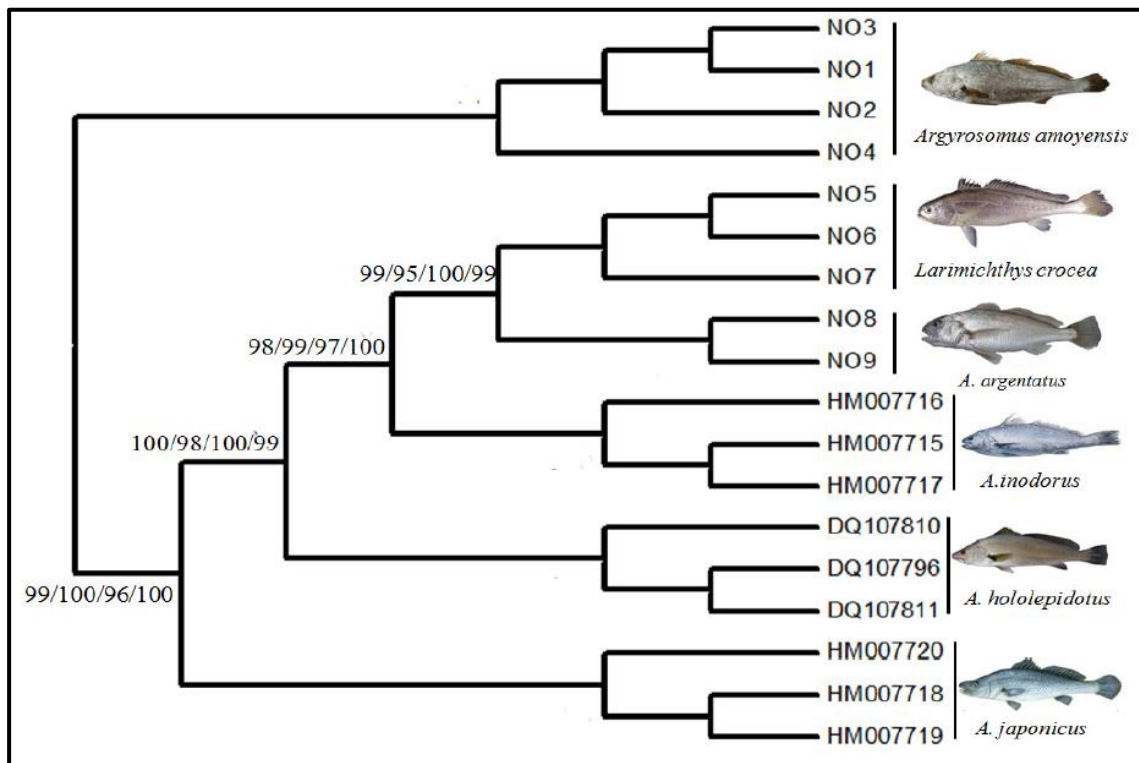 NO3
NO1
NO2
NO4
Argyrosomus amoyensis
NO5
NO6
NO7
Larimichthys crocea
99/95/100/99
NO8
NO9
A. argentatus
98/99/97/100
HM007716
HM007715
HM007717
A.inodorus
100/98/100/99
DQ107810
DQ107796
DQ107811
A. hololepidotus
99/100/96/100
HM007720
HM007718
HM007719
A. japonicus